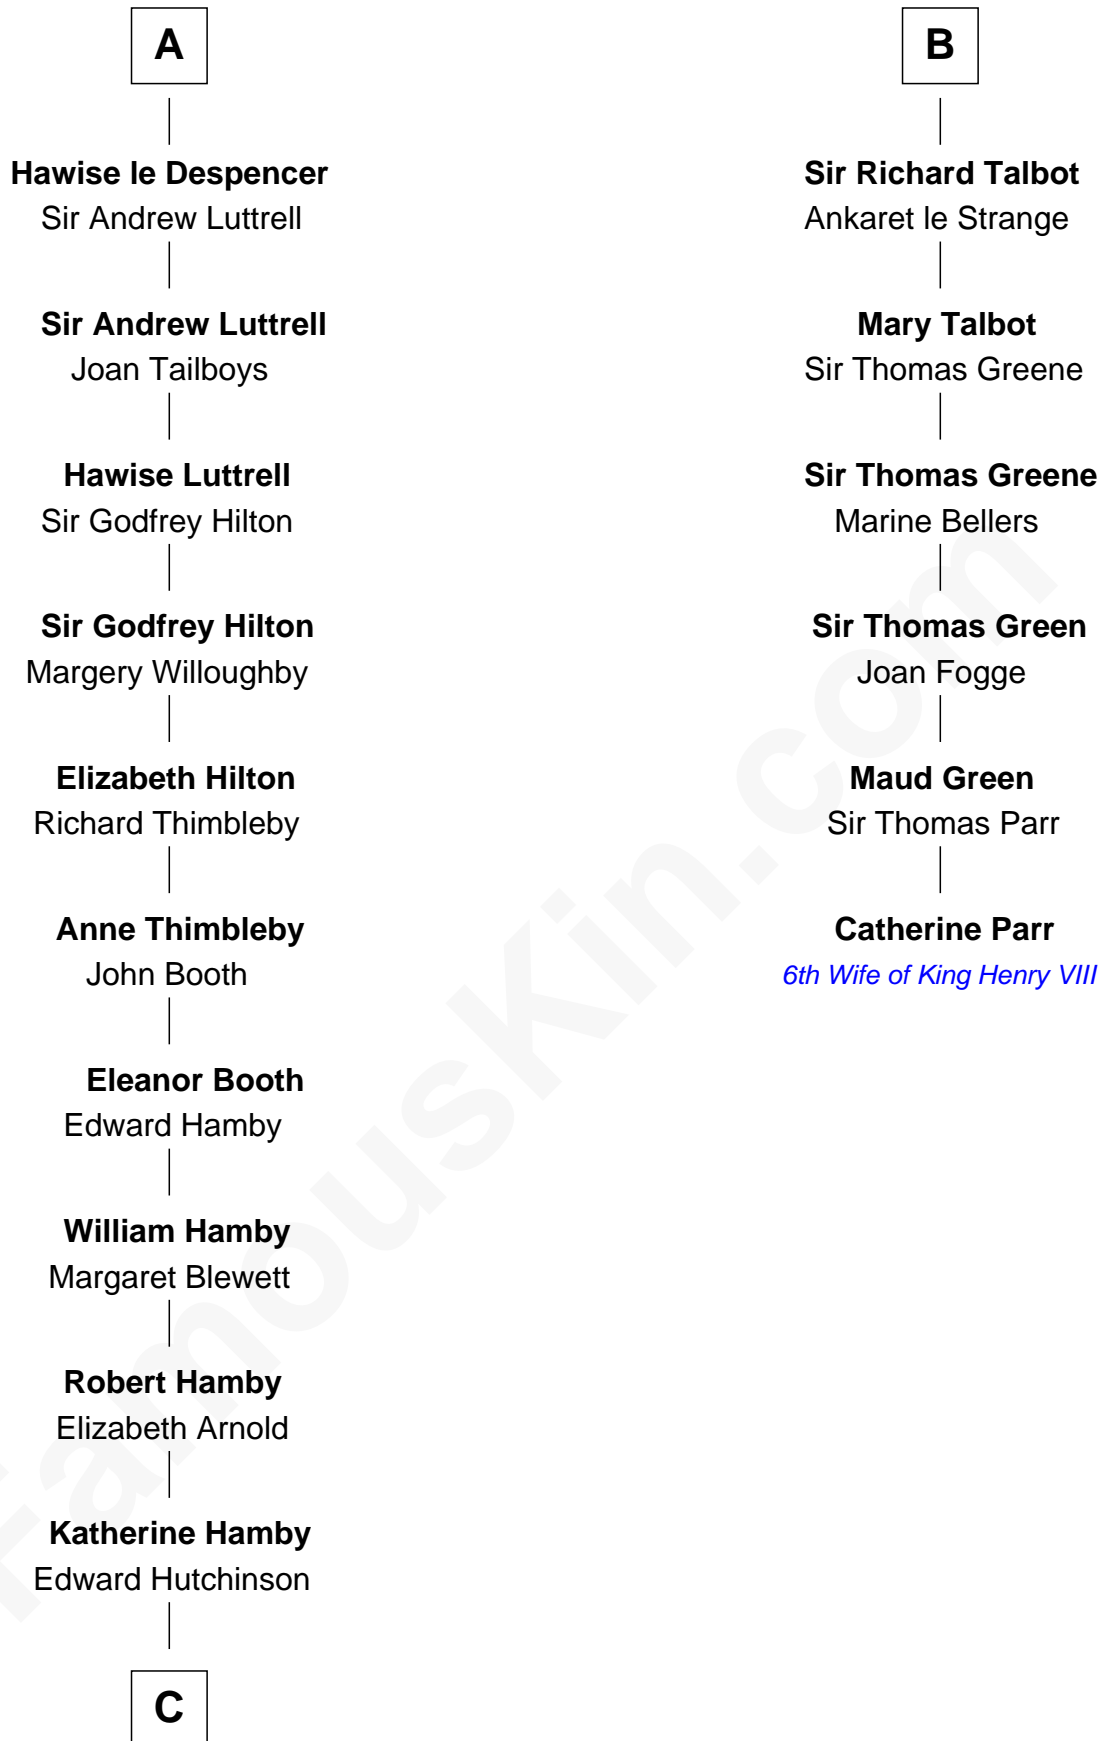 A
Hawise le Despencer
Sir Andrew Luttrell
Sir Andrew Luttrell
Joan Tailboys
Hawise Luttrell
Sir Godfrey Hilton
Sir Godfrey Hilton
Margery Willoughby
Elizabeth Hilton
Richard Thimbleby
Anne Thimbleby
John Booth
Eleanor Booth
Edward Hamby
William Hamby
Margaret Blewett
Robert Hamby
Elizabeth Arnold
Katherine Hamby
Edward Hutchinson
C
B
Sir Richard Talbot
Ankaret le Strange
Mary Talbot
Sir Thomas Greene
Sir Thomas Greene
Marine Bellers
Sir Thomas Green
Joan Fogge
Maud Green
Sir Thomas Parr
Catherine Parr
6th Wife of King Henry VIII
FamousKin.com